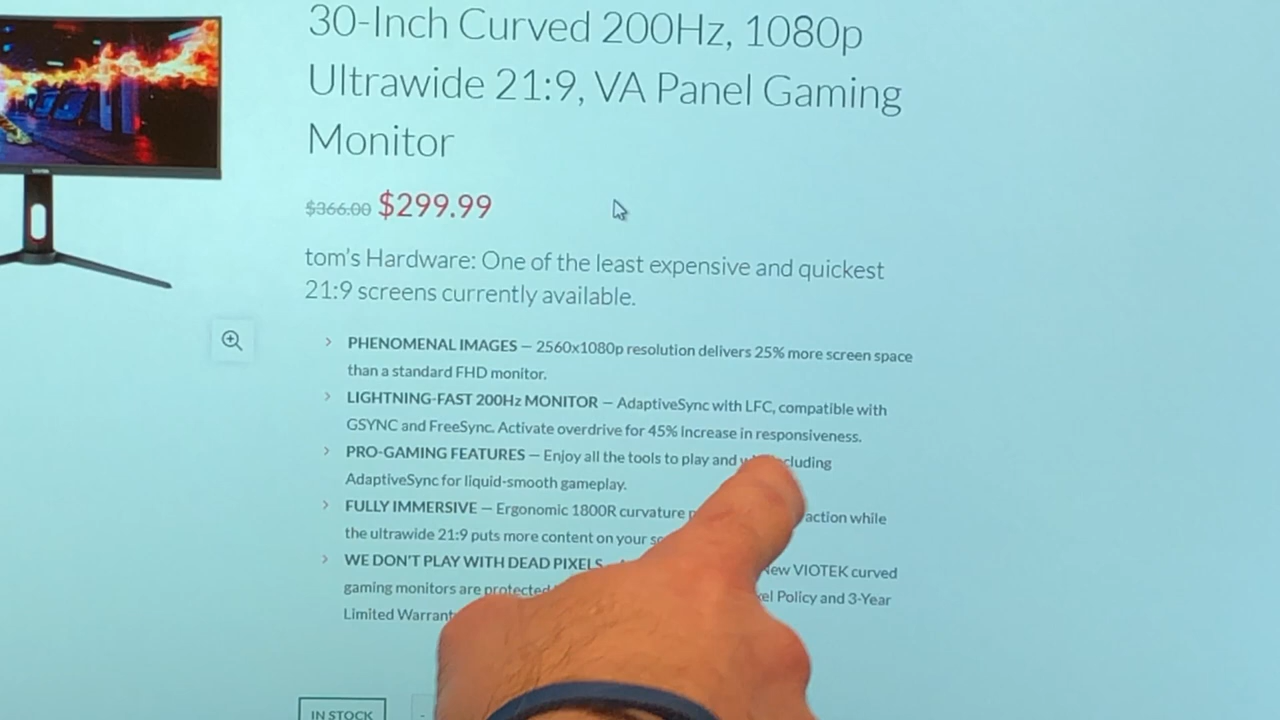 30-Inch Curved 200Hz, 1080p
Ultrawide 21:9, VA Panel Gaming
Monitor
$366.00 $299.99
tom's Hardware: One of the least expensive and quickest
21:9 screens currently available.
PHENOMENAL IMAGES — 2560x1080p resolution delivers 25% more screen space
than a standard FHD monitor.
LIGHTNING-FAST 200Hz MONITOR — AdaptiveSync with LFC, compatible with
GSYNC and FreeSync. Activate overdrive for 45% increase in responsiveness.
PRO-GAMING FEATURES — Enjoy all the tools to play and
AdaptiveSync for liquid-smooth gameplay.
FULLY IMMERSIVE — Ergonomic 1800R curvature action while
the ultrawide 21:9 puts more content on your
WE DON'T PLAY WITH DEAD PIXELS VIOTEK curved
gaming monitors are protected Policy and 3-Year
Limited
IN STOCK -